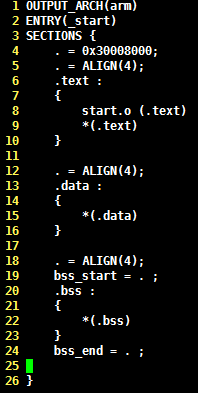 1 OUTPUT_ARCH(arm)
2 ENTRY(_start)
3 SECTIONS {
4     . = 0x30008000;
5     . = ALIGN(4);
6     .text :
7     {
8         start.o (.text)
9         *(.text)
10     }
11
12     . = ALIGN(4);
13     .data :
14     {
15         *(.data)
16     }
17
18     . = ALIGN(4);
19     bss_start = . ;
20     .bss :
21     {
22         *(.bss)
23     }
24     bss_end = . ;
25
26 }